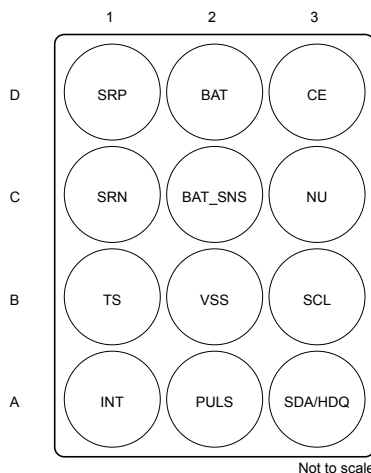 1 2 3
D SRP BAT CE
C SRN BAT_SNS NU
B TS VSS SCL
A INT PULS SDA/HDQ
Not to scale